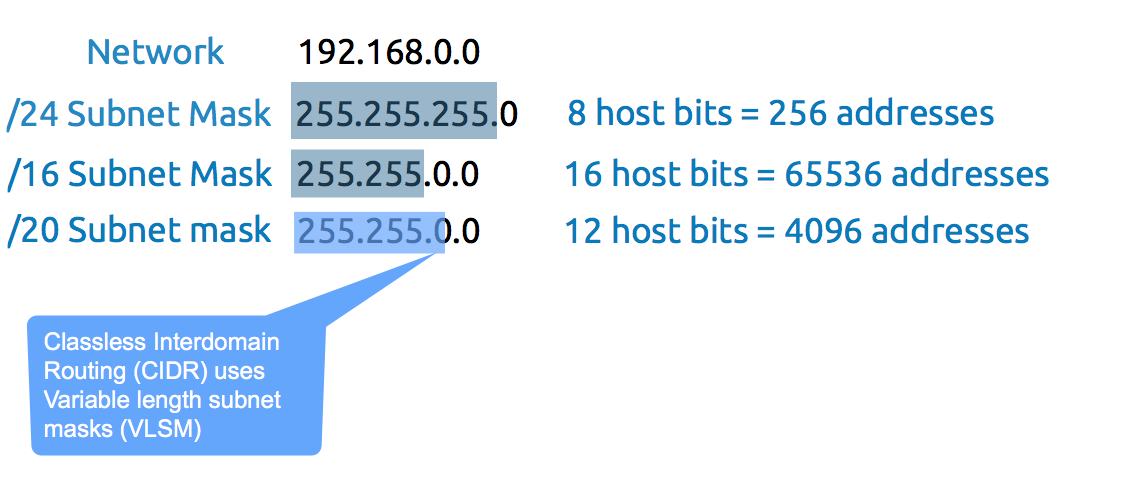 Network 192.168.0.0
/24 Subnet Mask 255.255.255.0 8 host bits = 256 addresses
/16 Subnet Mask 255.255.0.0 16 host bits = 65536 addresses
/20 Subnet mask 255.255.0.0 12 host bits = 4096 addresses
Classless Interdomain
Routing (CIDR) uses
Variable length subnet
masks (VLSM)